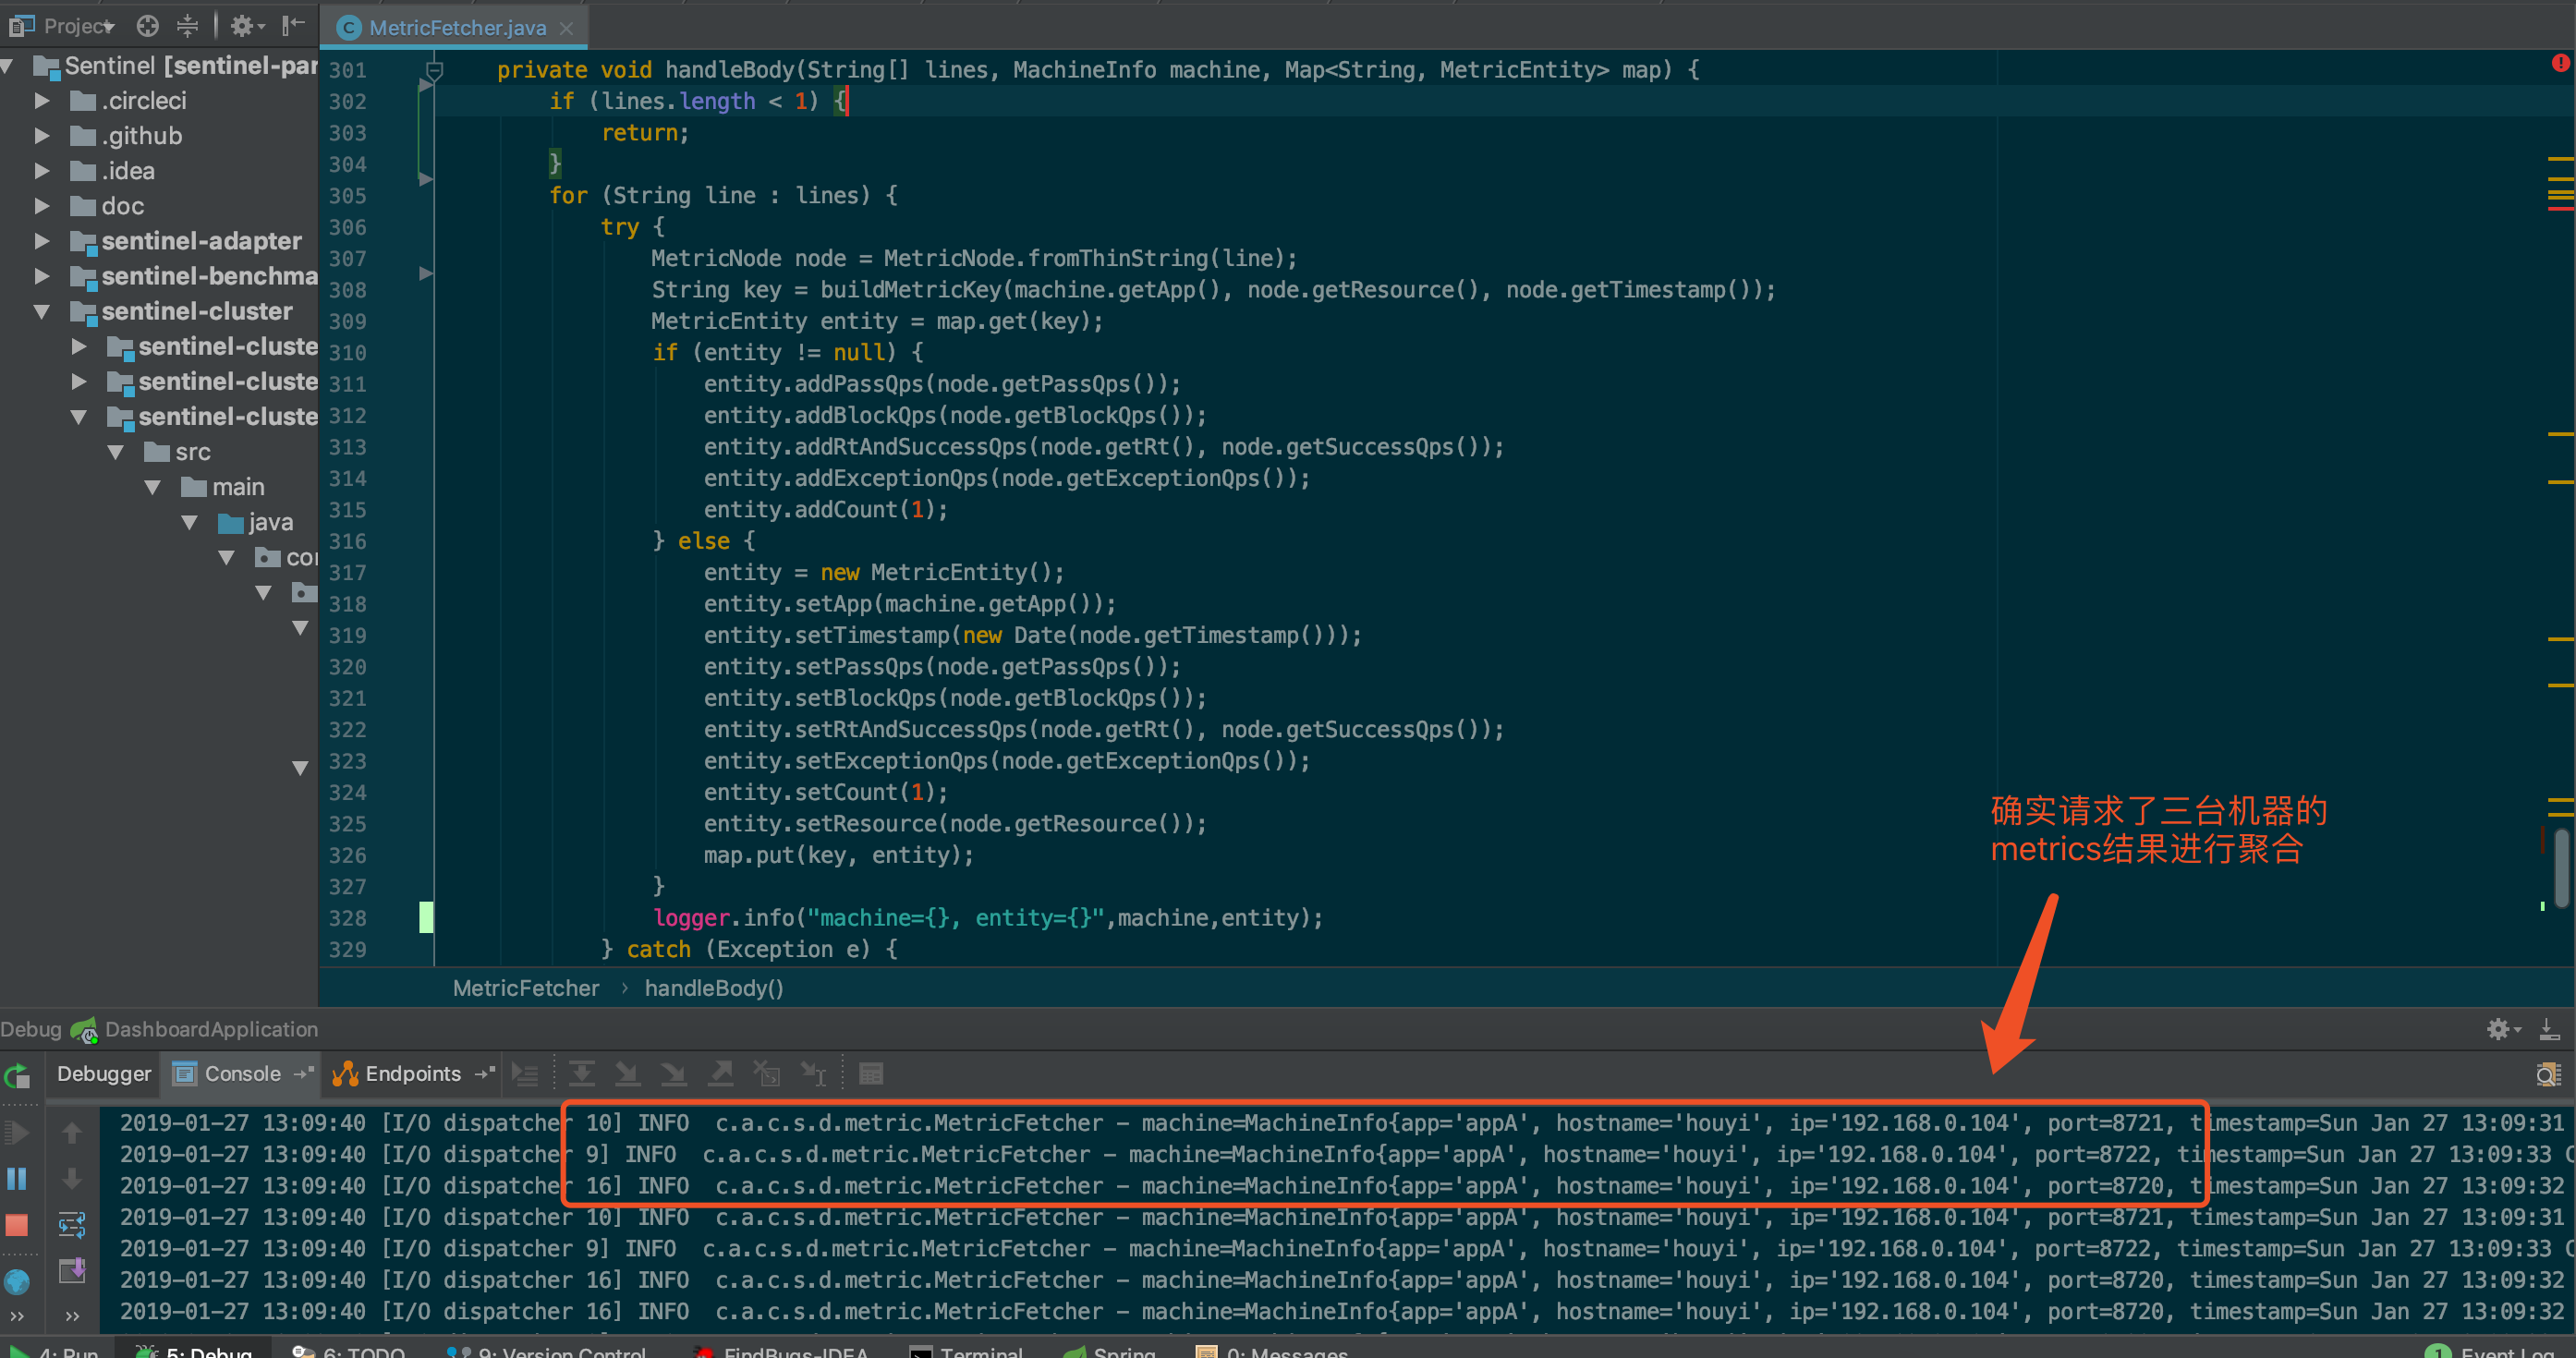 Project
MetricFetcher.java
Sentinel [sentinel-par
.circleci
.github
.idea
doc
sentinel-adapter
sentinel-benchma
sentinel-cluster
sentinel-cluste
sentinel-cluste
sentinel-cluste
src
main
java
301 private void handleBody(String[] lines, MachineInfo machine, Map<String, MetricEntity> map) {
302 if (lines.length < 1) {
303 return;
304 }
305 for (String line : lines) {
306 try {
307 MetricNode node = MetricNode.fromThinString(line);
308 String key = buildMetricKey(machine.getApp(), node.getResource(), node.getTimestamp());
309 MetricEntity entity = map.get(key);
310 if (entity != null) {
311 entity.addPassQps(node.getPassQps());
312 entity.addBlockQps(node.getBlockQps());
313 entity.addRtAndSuccessQps(node.getRt(), node.getSuccessQps());
314 entity.addExceptionQps(node.getExceptionQps());
315 entity.addCount(1);
316 } else {
317 entity = new MetricEntity();
318 entity.setApp(machine.getApp());
319 entity.setTimestamp(new Date(node.getTimestamp()));
320 entity.setPassQps(node.getPassQps());
321 entity.setBlockQps(node.getBlockQps());
322 entity.setRtAndSuccessQps(node.getRt(), node.getSuccessQps());
323 entity.setExceptionQps(node.getExceptionQps());
324 entity.setCount(1);
325 entity.setResource(node.getResource());
326 map.put(key, entity);
327 }
328 logger.info("machine={}, entity={}",machine,entity);
329 } catch (Exception e) {
确实请求了三台机器的
metrics结果进行聚合
MetricFetcher › handleBody()
Debug DashboardApplication
Debugger Console Endpoints
2019-01-27 13:09:40 [I/O dispatcher 10] INFO c.a.c.s.d.metric.MetricFetcher - machine=MachineInfo{app='appA', hostname='houyi', ip='192.168.0.104', port=8721, timestamp=Sun Jan 27 13:09:31
2019-01-27 13:09:40 [I/O dispatcher 9] INFO c.a.c.s.d.metric.MetricFetcher - machine=MachineInfo{app='appA', hostname='houyi', ip='192.168.0.104', port=8722, timestamp=Sun Jan 27 13:09:33 C
2019-01-27 13:09:40 [I/O dispatcher 16] INFO c.a.c.s.d.metric.MetricFetcher - machine=MachineInfo{app='appA', hostname='houyi', ip='192.168.0.104', port=8720, timestamp=Sun Jan 27 13:09:32
2019-01-27 13:09:40 [I/O dispatcher 10] INFO c.a.c.s.d.metric.MetricFetcher - machine=MachineInfo{app='appA', hostname='houyi', ip='192.168.0.104', port=8721, timestamp=Sun Jan 27 13:09:31
2019-01-27 13:09:40 [I/O dispatcher 9] INFO c.a.c.s.d.metric.MetricFetcher - machine=MachineInfo{app='appA', hostname='houyi', ip='192.168.0.104', port=8722, timestamp=Sun Jan 27 13:09:33 C
2019-01-27 13:09:40 [I/O dispatcher 16] INFO c.a.c.s.d.metric.MetricFetcher - machine=MachineInfo{app='appA', hostname='houyi', ip='192.168.0.104', port=8720, timestamp=Sun Jan 27 13:09:32
2019-01-27 13:09:40 [I/O dispatcher 16] INFO c.a.c.s.d.metric.MetricFetcher - machine=MachineInfo{app='appA', hostname='houyi', ip='192.168.0.104', port=8720, timestamp=Sun Jan 27 13:09:32
4: Run 5: Debug 6: TODO 9: Version Control FindBugs-IDEA Terminal Spring 0: Messages 1 Event Log